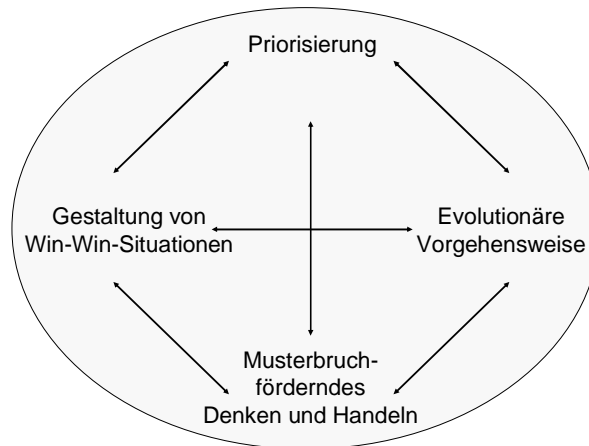 Priorisierung
Gestaltung von
Win-Win-Situationen
Evolutionäre
Vorgehensweise
Musterbruch-
förderndes
Denken und Handeln